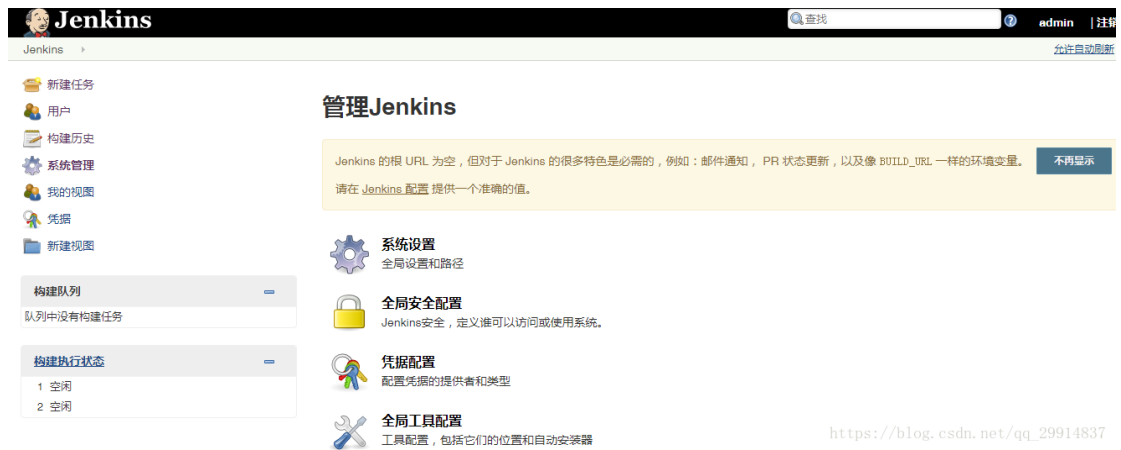 Jenkins
查找
admin
|注销
Jenkins
允许自动刷新
新建任务
用户
构建历史
系统管理
我的视图
凭据
新建视图
构建队列
队列中没有构建任务
构建执行状态
1 空闲
2 空闲
管理Jenkins
Jenkins 的根 URL 为空，但对于 Jenkins 的很多特色是必需的，例如：邮件通知， PR 状态更新，以及像 BUILD_URL 一样的环境变量。
不再显示
请在 Jenkins 配置 提供一个准确的值。
系统设置
全局设置和路径
全局安全配置
Jenkins安全，定义谁可以访问或使用系统。
凭据配置
配置凭据的提供者和类型
全局工具配置
工具配置，包括它们的位置和自动安装器
https://blog.csdn.net/qq_29914837